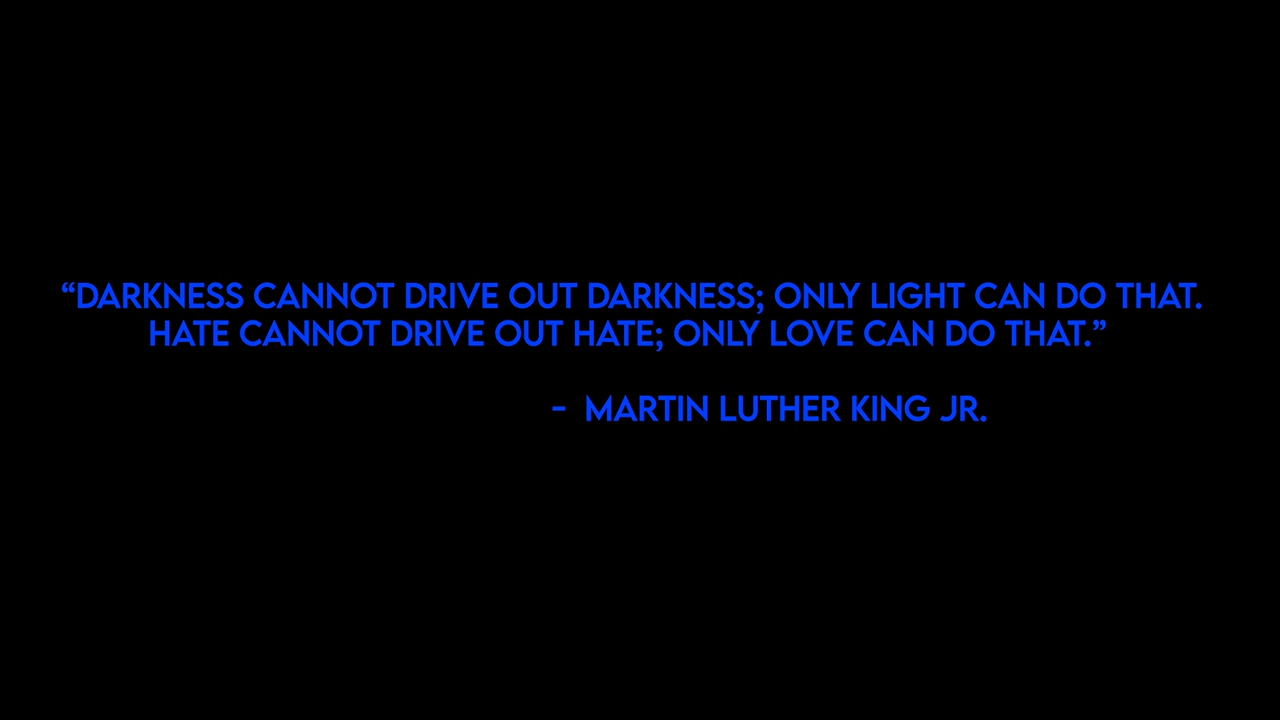 “DARKNESS CANNOT DRIVE OUT DARKNESS; ONLY LIGHT CAN DO THAT.
HATE CANNOT DRIVE OUT HATE; ONLY LOVE CAN DO THAT.”
- MARTIN LUTHER KING JR.